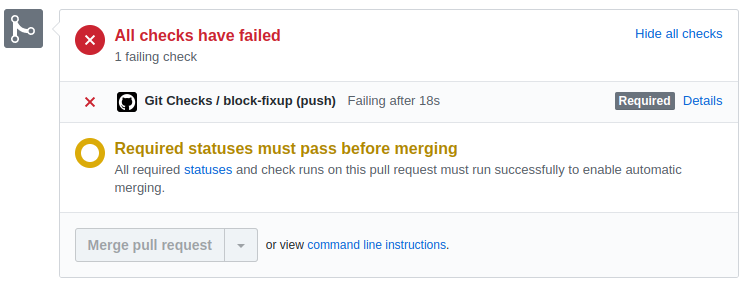 All checks have failed
Hide all checks
1 failing check
Git Checks / block-fixup (push) Failing after 18s Required Details
Required statuses must pass before merging
All required statuses and check runs on this pull request must run successfully to enable automatic
merging.
Merge pull request or view command line instructions.